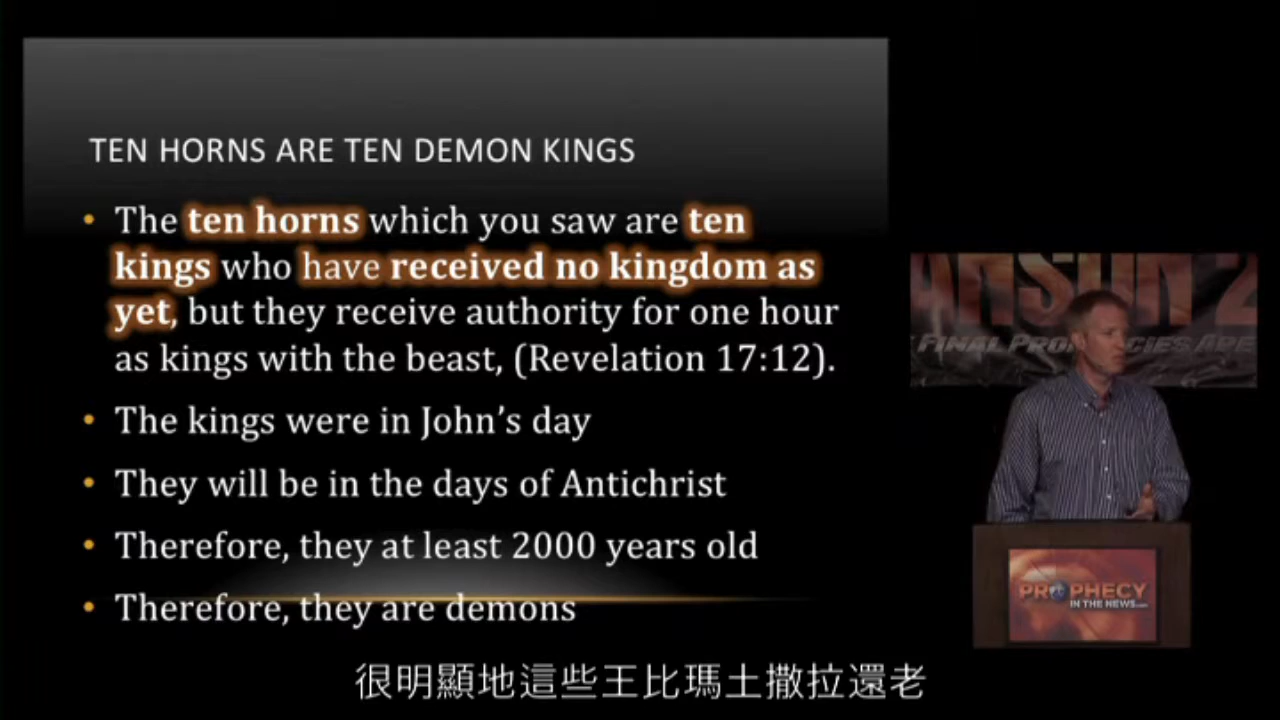 TEN HORNS ARE TEN DEMON KINGS
• The ten horns which you saw are ten
kings who have received no kingdom as
yet, but they receive authority for one hour
as kings with the beast, (Revelation 17:12).
• The kings were in John's day
• They will be in the days of Antichrist
• Therefore, they at least 2000 years old
• Therefore, they are demons
FINAL PROPHECIES ARE
PROPHECY
IN THE NEWS.com
很明顯地這些王比瑪土撒拉還老